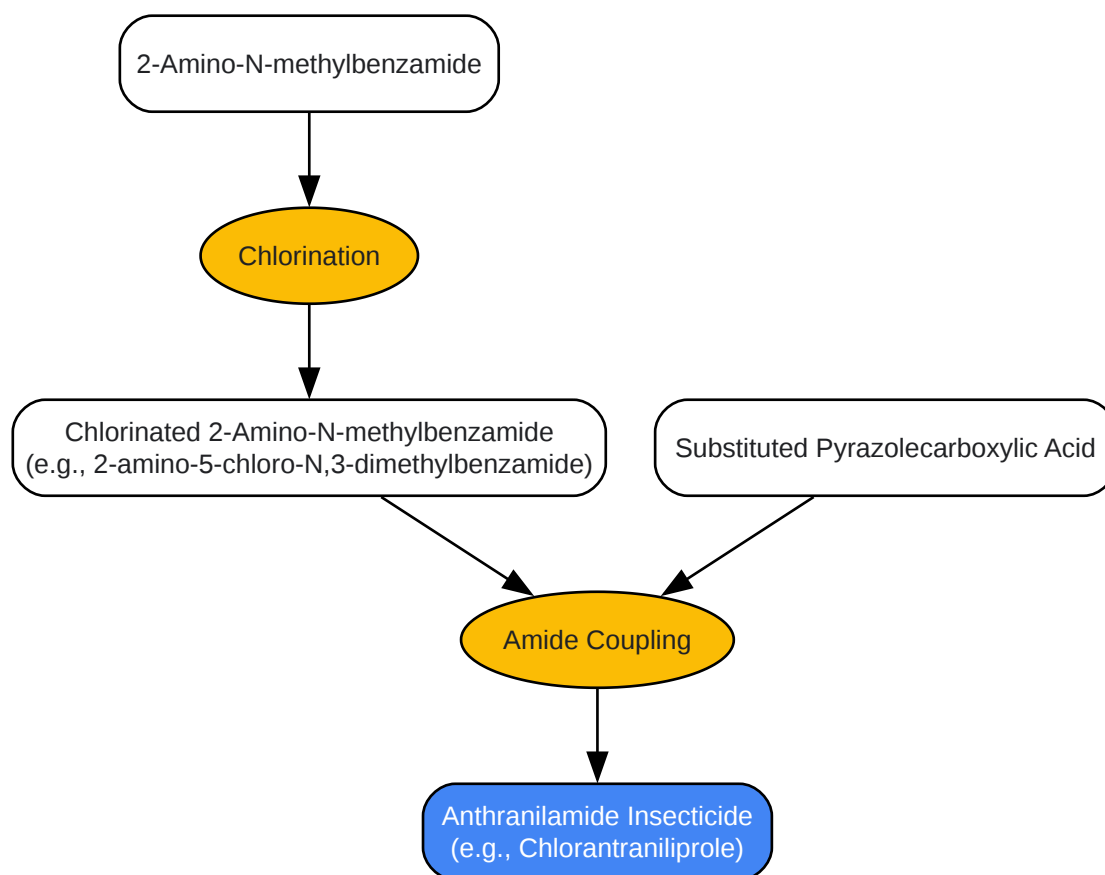 2-Amino-N-methylbenzamide
Chlorination
Chlorinated 2-Amino-N-methylbenzamide
(e.g., 2-amino-5-chloro-N,3-dimethylbenzamide)
Substituted Pyrazolecarboxylic Acid
Amide Coupling
Anthranilamide Insecticide
(e.g., Chlorantraniliprole)